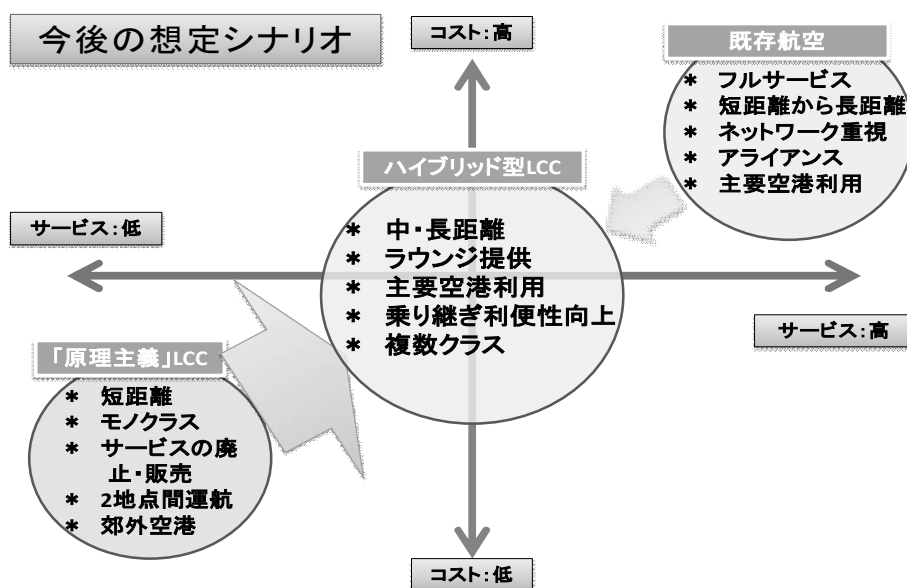 今後の想定シナリオ
コスト:高
既存航空
* フルサービス
* 短距離から長距離
* ネットワーク重視
* アライアンス
* 主要空港利用
ハイブリッド型LCC
* 中・長距離
* ラウンジ提供
* 主要空港利用
* 乗り継ぎ利便性向上
* 複数クラス
サービス:低
サービス:高
「原理主義」LCC
* 短距離
* モノクラス
* サービスの廃
止・販売
* 2地点間運航
* 郊外空港
コスト:低